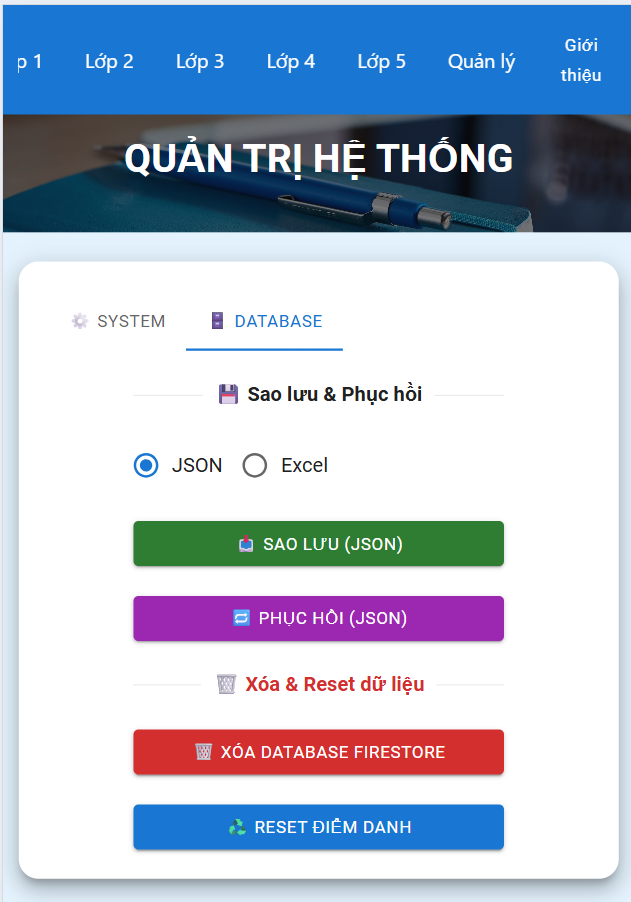 p 1 Lớp 2 Lớp 3 Lớp 4 Lớp 5 Quản lý Giới
thiệu
QUẢN TRỊ HỆ THỐNG
SYSTEM DATABASE
Sao lưu & Phục hồi
JSON Excel
SAO LƯU (JSON)
PHỤC HỒI (JSON)
Xóa & Reset dữ liệu
XÓA DATABASE FIRESTORE
RESET ĐIỂM DANH